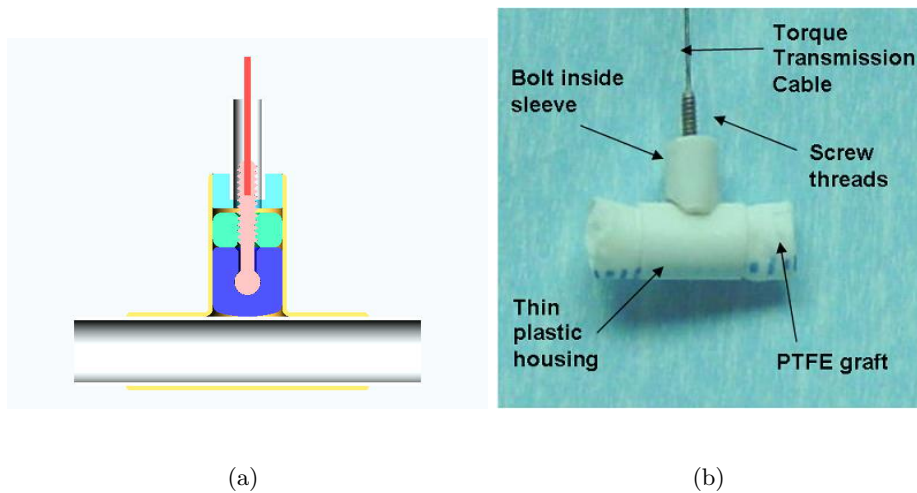 Torque
Transmission
Cable
Bolt inside
sleeve
Screw
threads
Thin
plastic
housing
PTFE graft
(a)
(b)